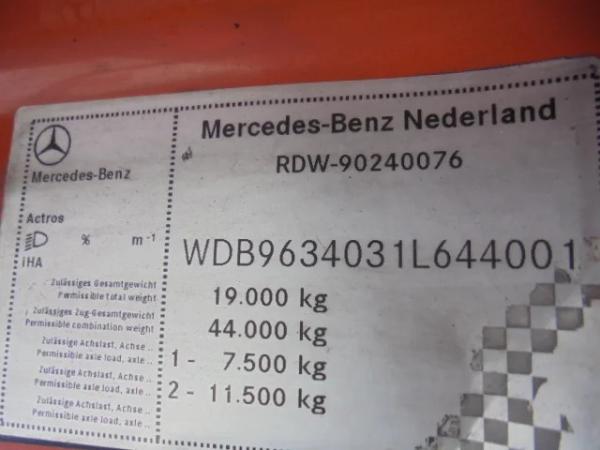 Mercedes-Benz Nederland
Mercedes-Benz
RDW-90240076
Actros
% m-1
iHA
WDB9634031L644001
Zulässiges Gesamtgewicht
Permissible total weight
19.000 kg
Zulässiges Zug-Gesamtgewicht
Permissible combination weight
44.000 kg
Zulässige Achslast, Achse ..
Permissible axle load, axle ..
1 - 7.500 kg
Zulässige Achslast, Achse ..
Permissible axle load, axle ..
2 - 11.500 kg
Zulässige Achslast, Achse ..
Permissible axle load, axle ..